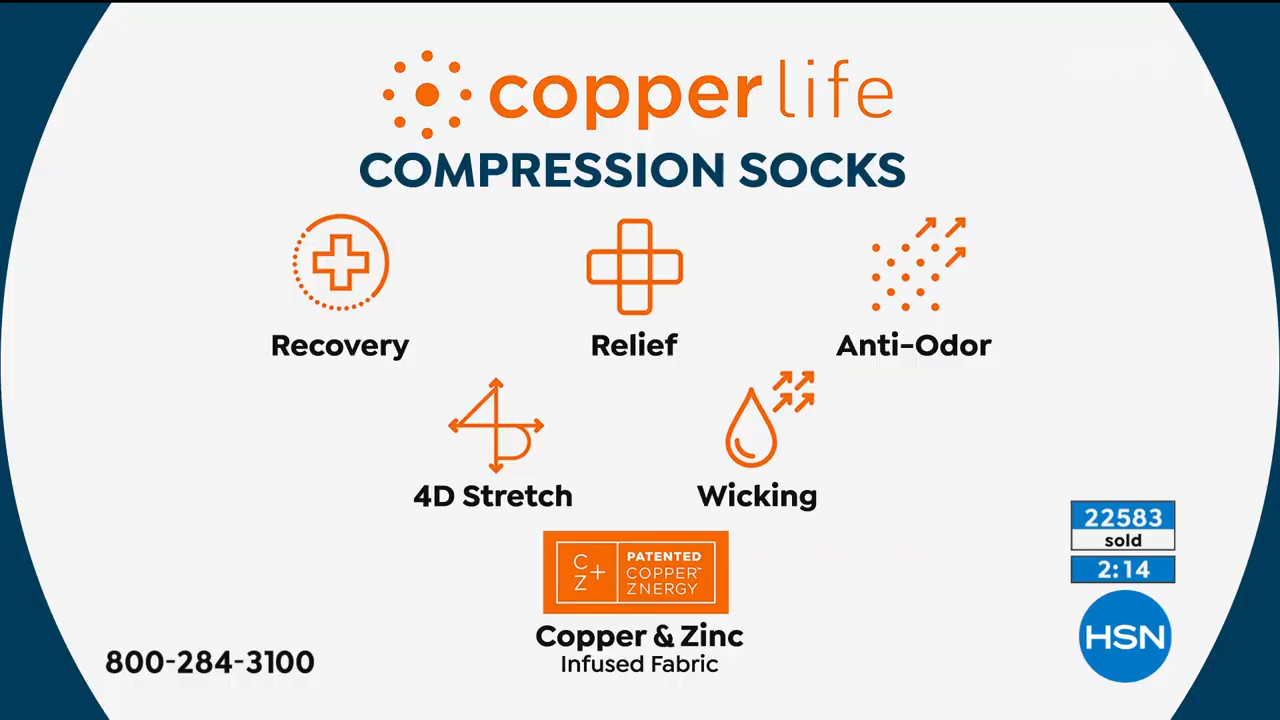 copperlife
COMPRESSION SOCKS
Recovery
Relief
Anti-Odor
4D Stretch
Wicking
C
Z+
PATENTED
COPPER™
ZNERGY
Copper & Zinc
Infused Fabric
800-284-3100
22583
sold
2:14
HSN